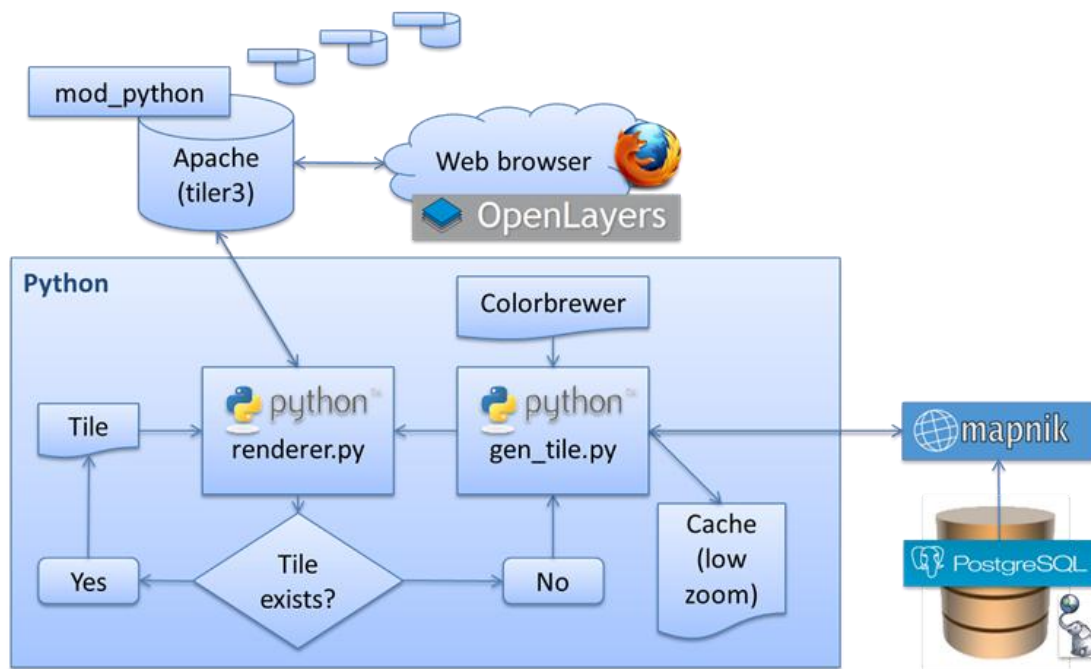 mod_python
Apache
(tiler3)
Web browser
OpenLayers
Python
Colorbrewer
python
renderer.py
python
gen_tile.py
Tile
mapnik
Cache
(low
zoom)
Yes
Tile
exists?
No
PostgreSQL